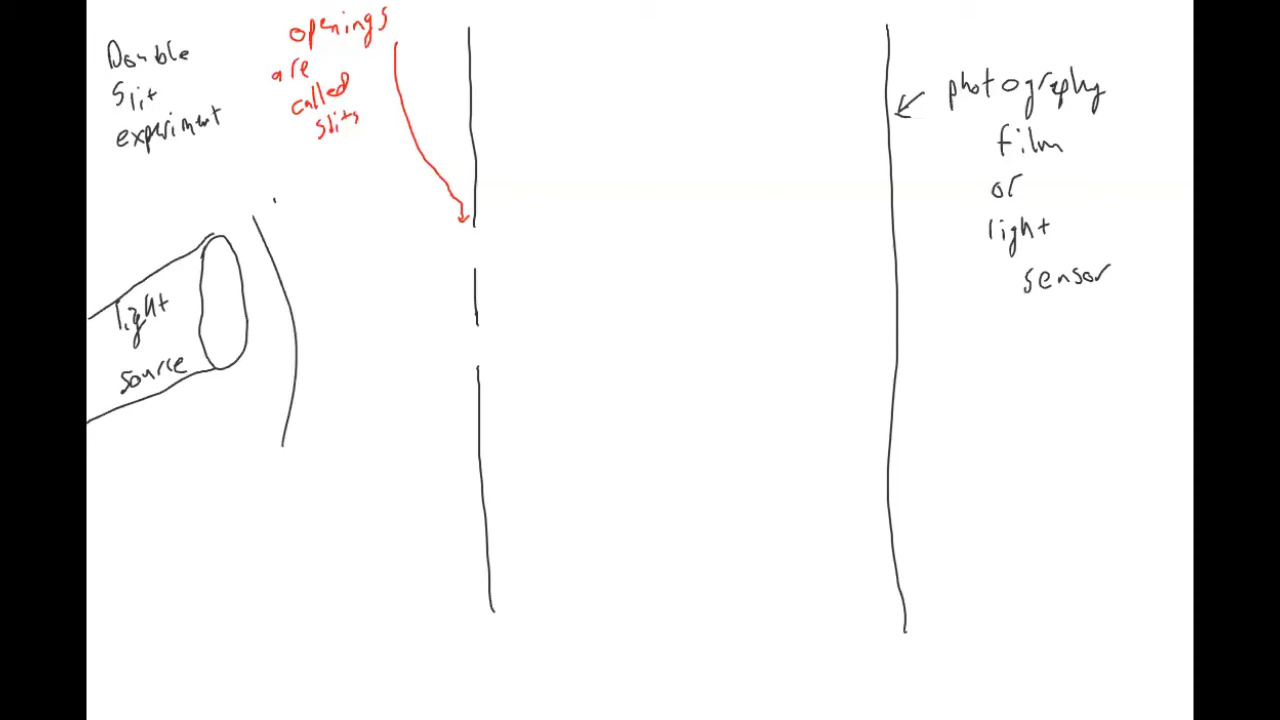 Double
Slit
experiment
openings
are
called
slits
light
source
photography
film
or
light
sensor